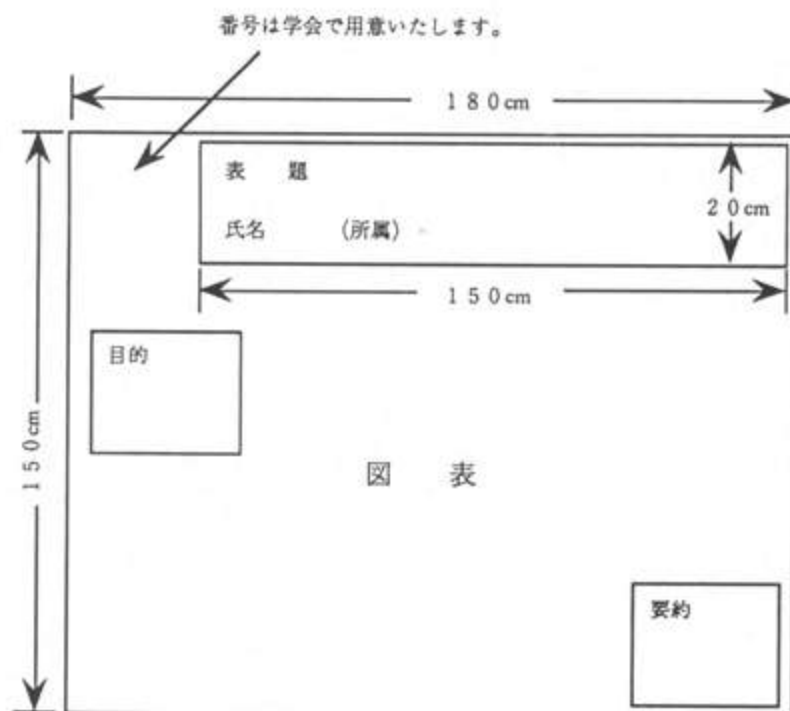 番号は学会で用意いたします。
180cm
表 題
20cm
氏名 (所属)
150cm
目的
150cm
図 表
要約